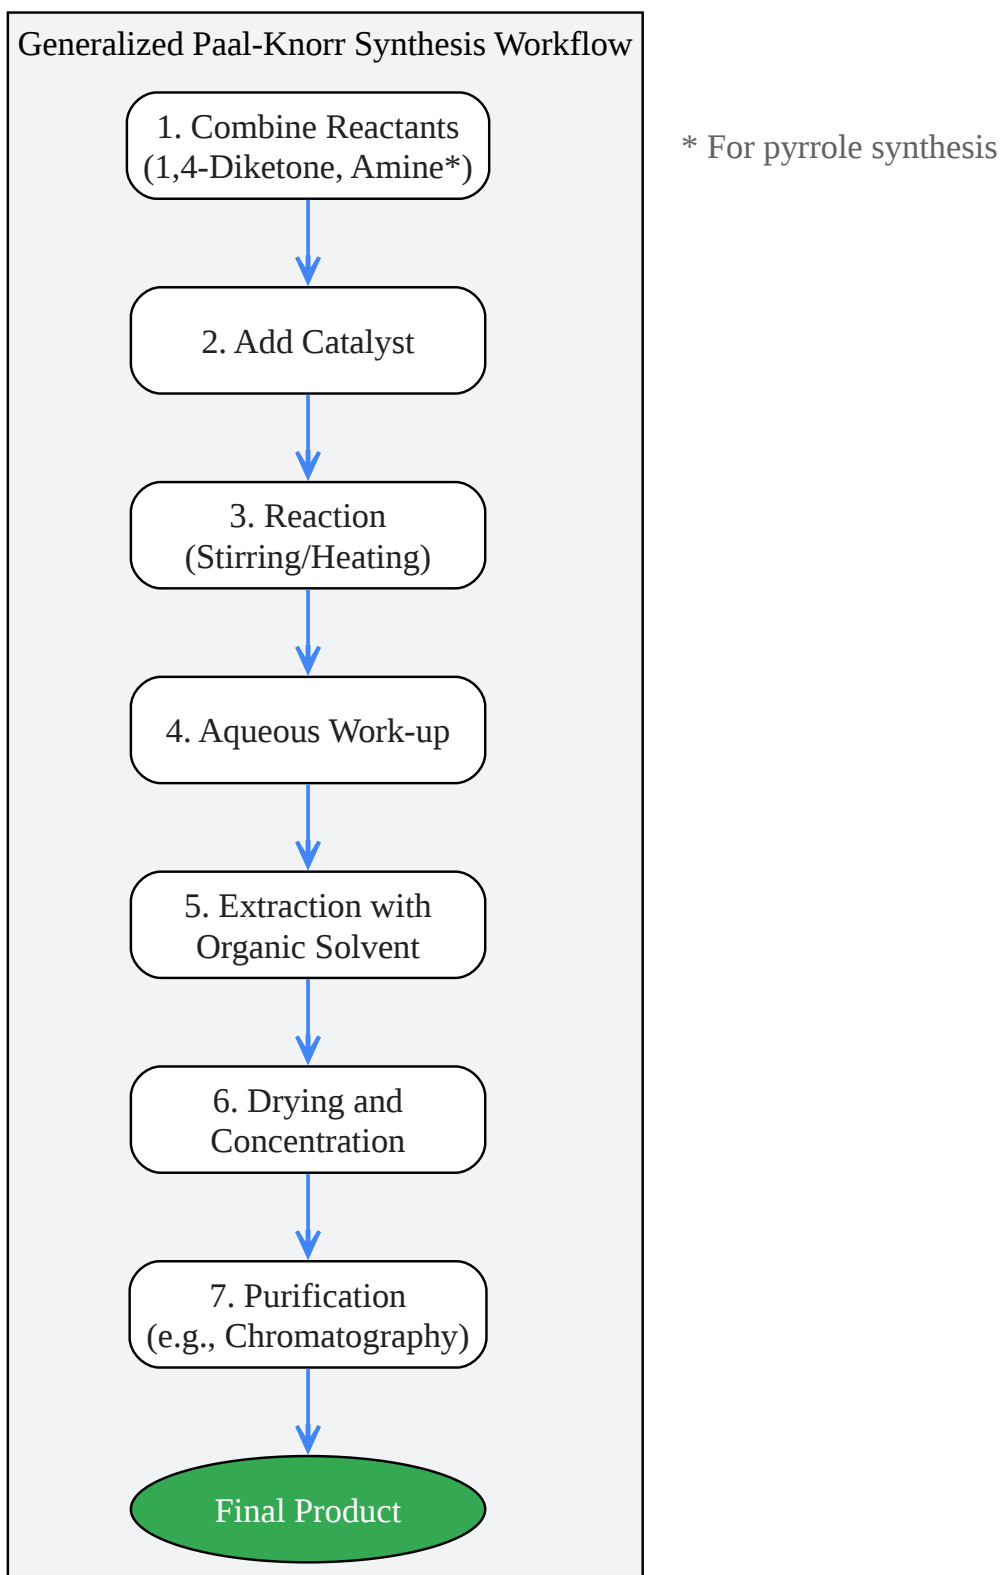 Generalized Paal-Knorr Synthesis Workflow
1. Combine Reactants
(1,4-Diketone, Amine*)
* For pyrrole synthesis
2. Add Catalyst
3. Reaction
(Stirring/Heating)
4. Aqueous Work-up
5. Extraction with
Organic Solvent
6. Drying and
Concentration
7. Purification
(e.g., Chromatography)
Final Product